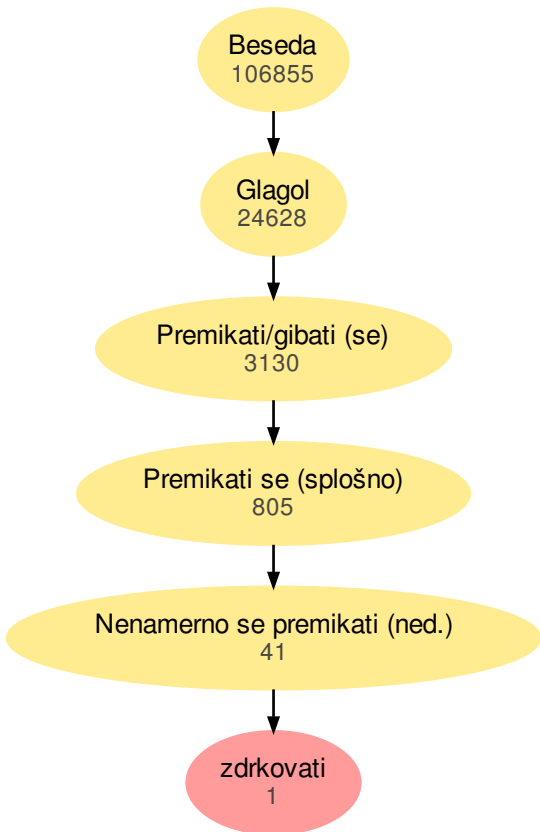 Beseda
106855
Glagol
24628
Premikati/gibati (se)
3130
Premikati se (splošno)
805
Nenamerno se premikati (ned.)
41
zdrkovati
1